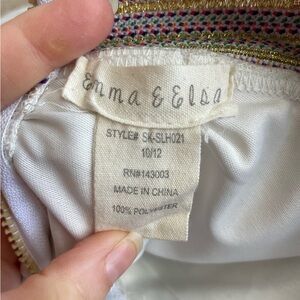 Emma & Elsa
STYLE# SK-SLH021
10/12
RN#143003
MADE IN CHINA
100% POLYESTER